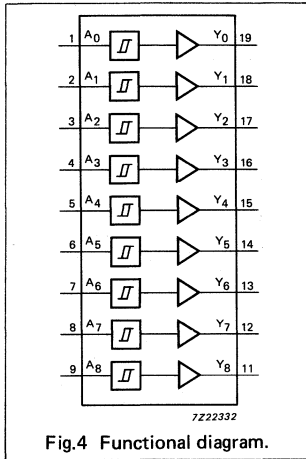 1 A0 Y0 19
2 A1 Y1 18
3 A2 Y2 17
4 A3 Y3 16
5 A4 Y4 15
6 A5 Y5 14
7 A6 Y6 13
8 A7 Y7 12
9 A8 Y8 11
7Z22332
Fig.4 Functional diagram.